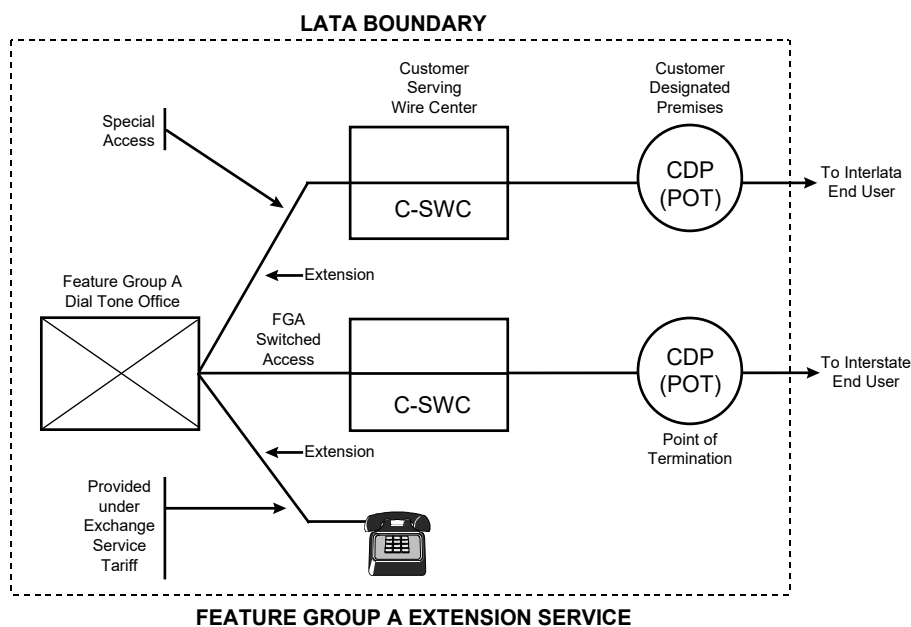 LATA BOUNDARY
Customer
Serving
Wire Center
Customer
Designated
Premises
Special
Access
CDP
(POT)
To Interlata
End User
C-SWC
Extension
Feature Group A
Dial Tone Office
FGA
Switched
Access
CDP
(POT)
To Interstate
End User
C-SWC
Extension
Point of
Termination
Provided
under
Exchange
Service
Tariff
FEATURE GROUP A EXTENSION SERVICE